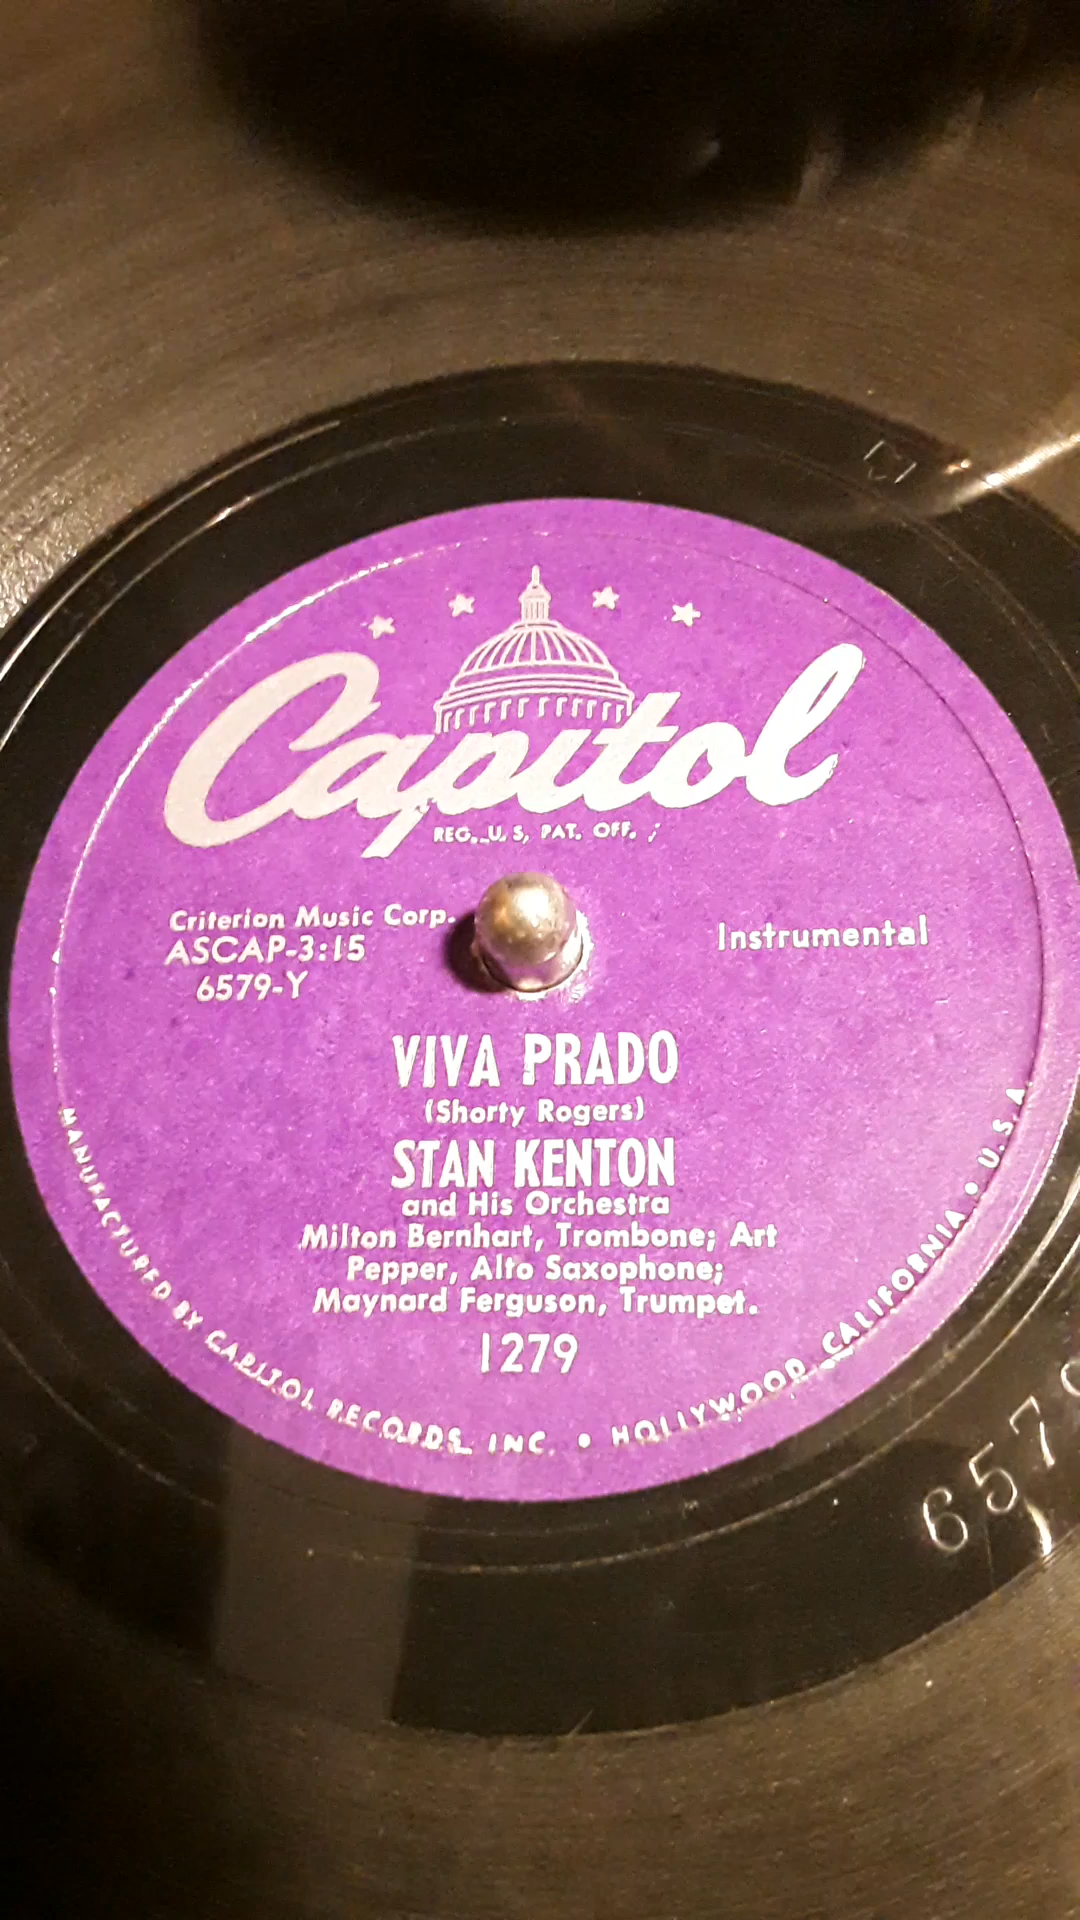 Capitol
REG. U. S. PAT. OFF.
Criterion Music Corp.
ASCAP-3:15
6579-Y
Instrumental
VIVA PRADO
(Shorty Rogers)
STAN KENTON
and His Orchestra
Milton Bernhart, Trombone; Art
Pepper, Alto Saxophone;
Maynard Ferguson, Trumpet.
1279
MANUFACTURED BY CAPITOL RECORDS, INC. • HOLLYWOOD, CALIFORNIA • U.S.A.
657